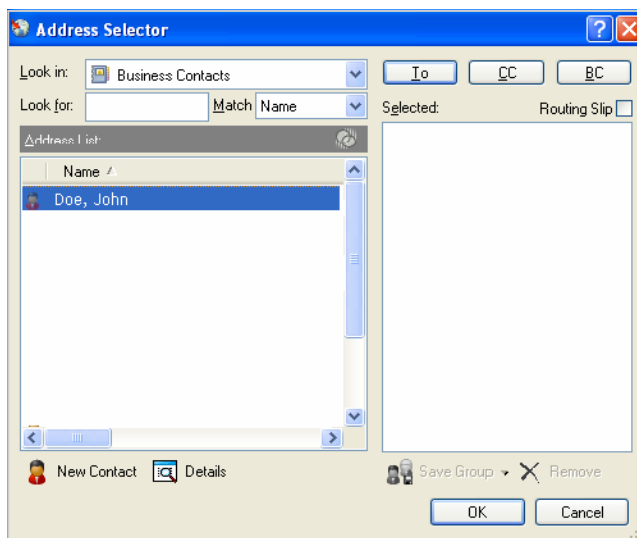 Address Selector
Look in: Business Contacts
To CC BC
Look for: Match Name
Selected: Routing Slip
Address List:
Name
Doe, John
New Contact Details
Save Group Remove
OK Cancel